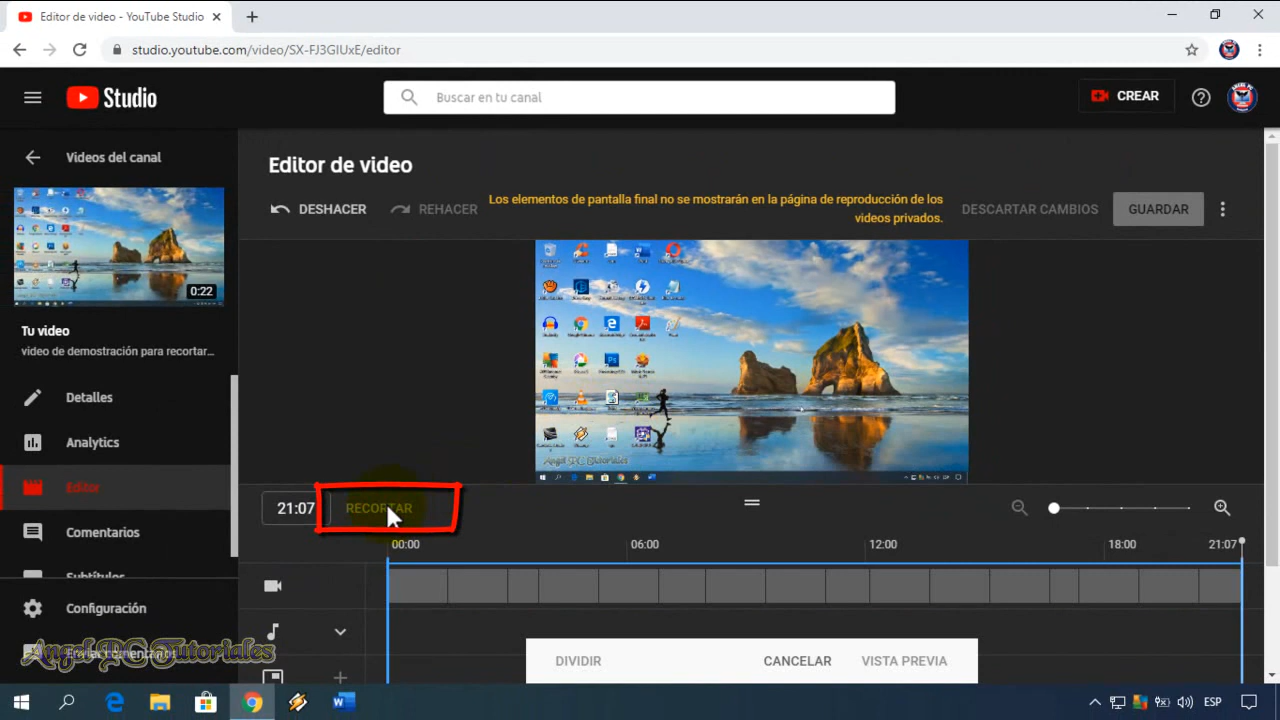 Editor de video - YouTube Studio
studio.youtube.com/video/SX-FJ3GIUxE/editor
Studio
Buscar en tu canal
CREAR
Videos del canal
0:22
Tu video
video de demostración para recortar...
Detalles
Analytics
Editor
Comentarios
Subtítulos
Configuración
Angel PC Tutoriales
Editor de video
DESHACER
REHACER
Los elementos de pantalla final no se mostrarán en la página de reproducción de los
videos privados.
DESCARTAR CAMBIOS
GUARDAR
Angel PC Tutoriales
21:07
RECORTAR
00:00
06:00
12:00
18:00
21:07
DIVIDIR
CANCELAR
VISTA PREVIA
ESP